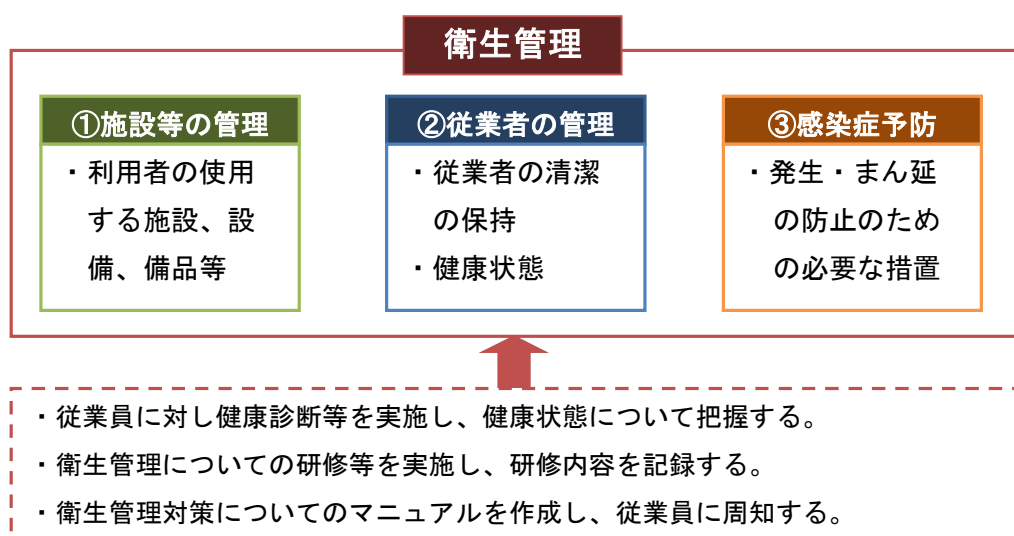 衛生管理
①施設等の管理
・利用者の使用
する施設、設
備、備品等
②従業者の管理
・従業者の清潔
の保持
・健康状態
③感染症予防
・発生・まん延
の防止のため
の必要な措置
・従業員に対し健康診断等を実施し、健康状態について把握する。
・衛生管理についての研修等を実施し、研修内容を記録する。
・衛生管理対策についてのマニュアルを作成し、従業員に周知する。